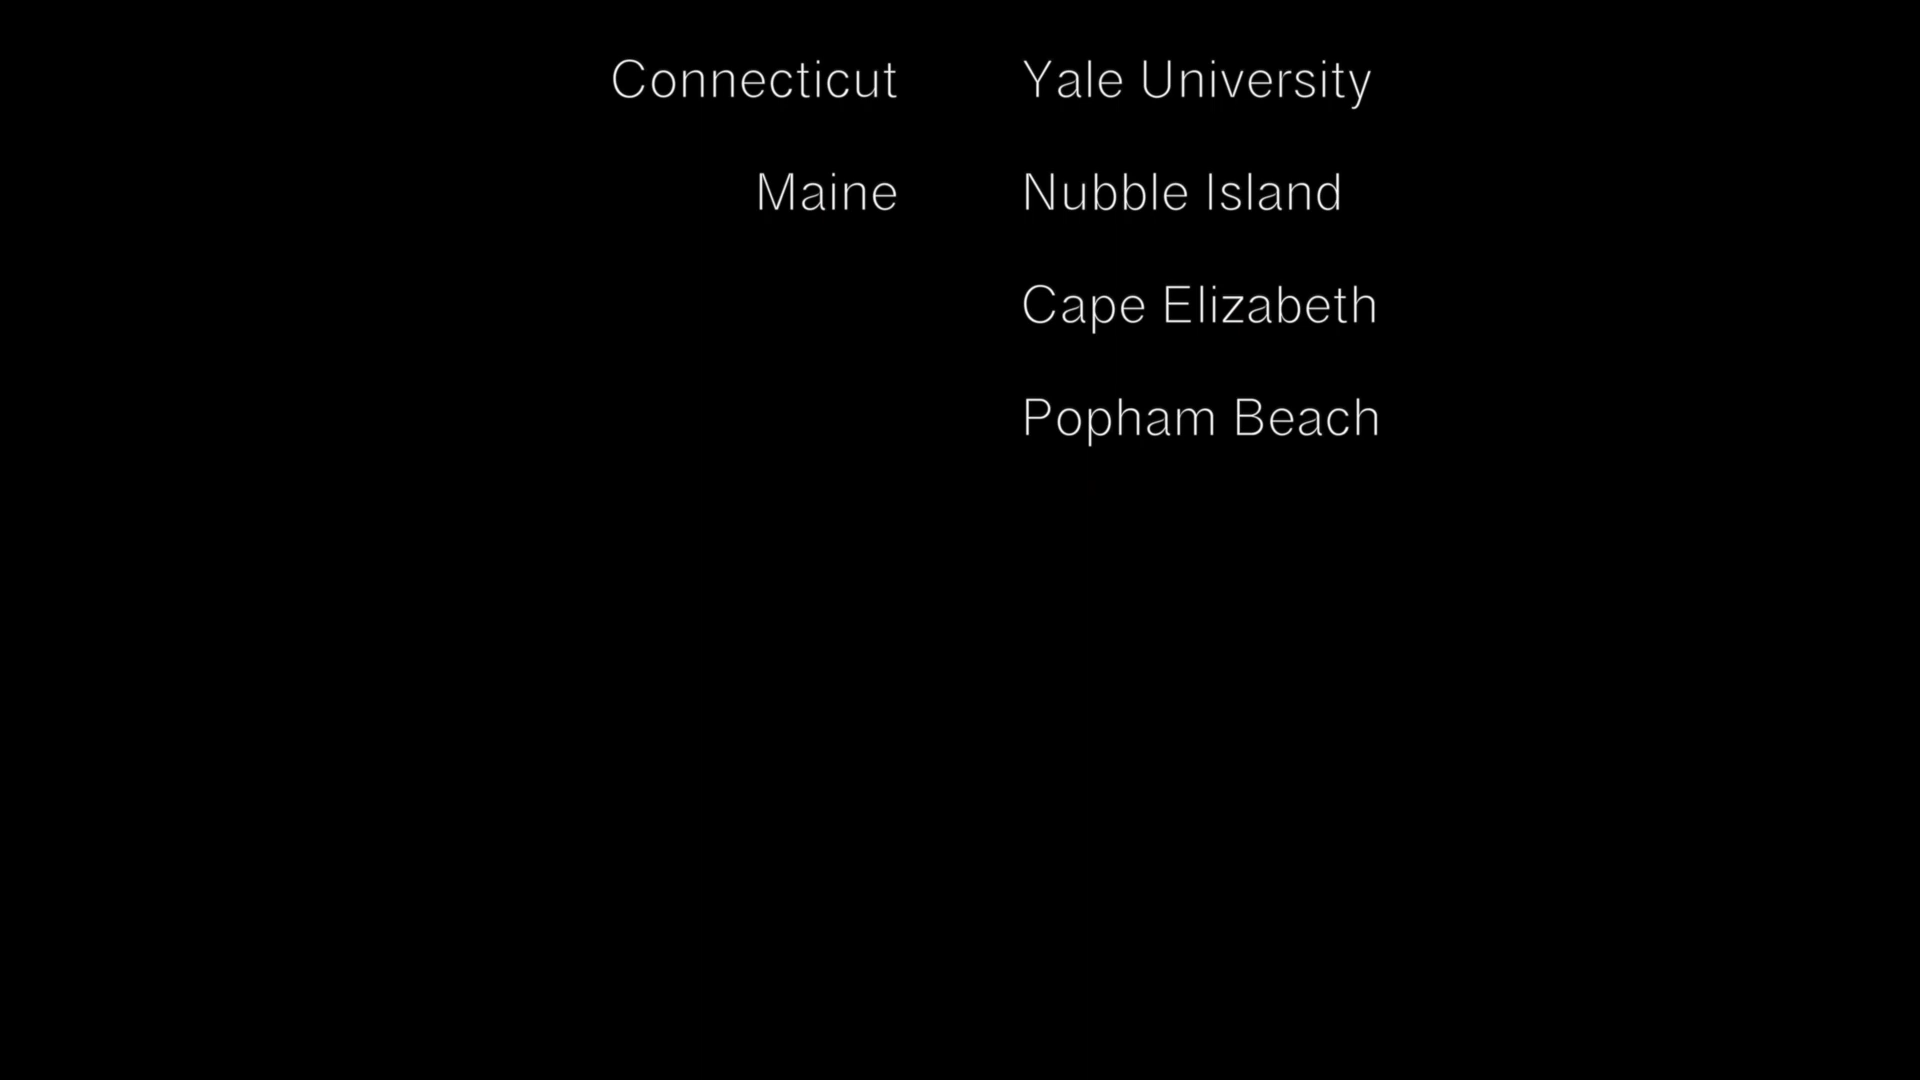 Connecticut Yale University
Maine Nubble Island
Cape Elizabeth
Popham Beach